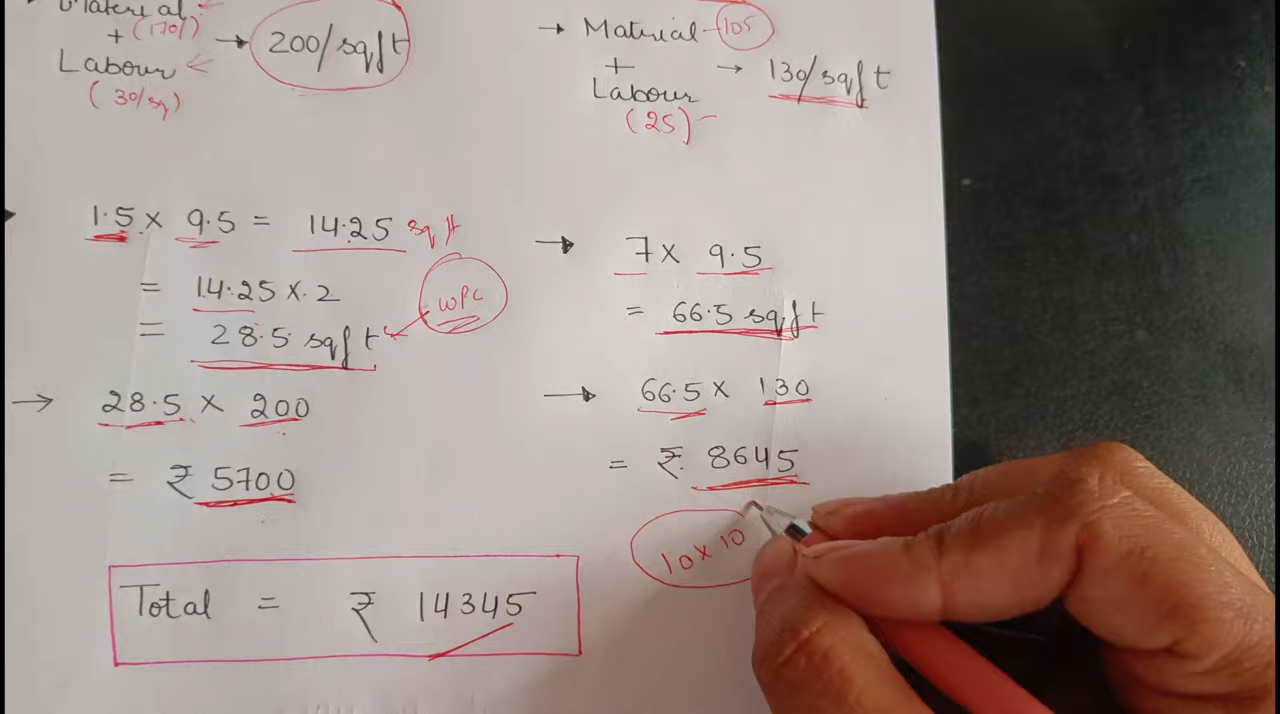 Material
+ (170/)
→ 200/sqft
Labour
(30/sq)
→ Material - 105
+
Labour
(25)
→ 130/sqft
1.5 x 9.5 = 14.25 sqft
= 14.25 x 2
= 28.5 sqft
WPC
→ 28.5 x 200
= ₹ 5700
→ 7 x 9.5
= 66.5 sqft
→ 66.5 x 130
= ₹ 8645
10 x 10
Total = ₹ 14345